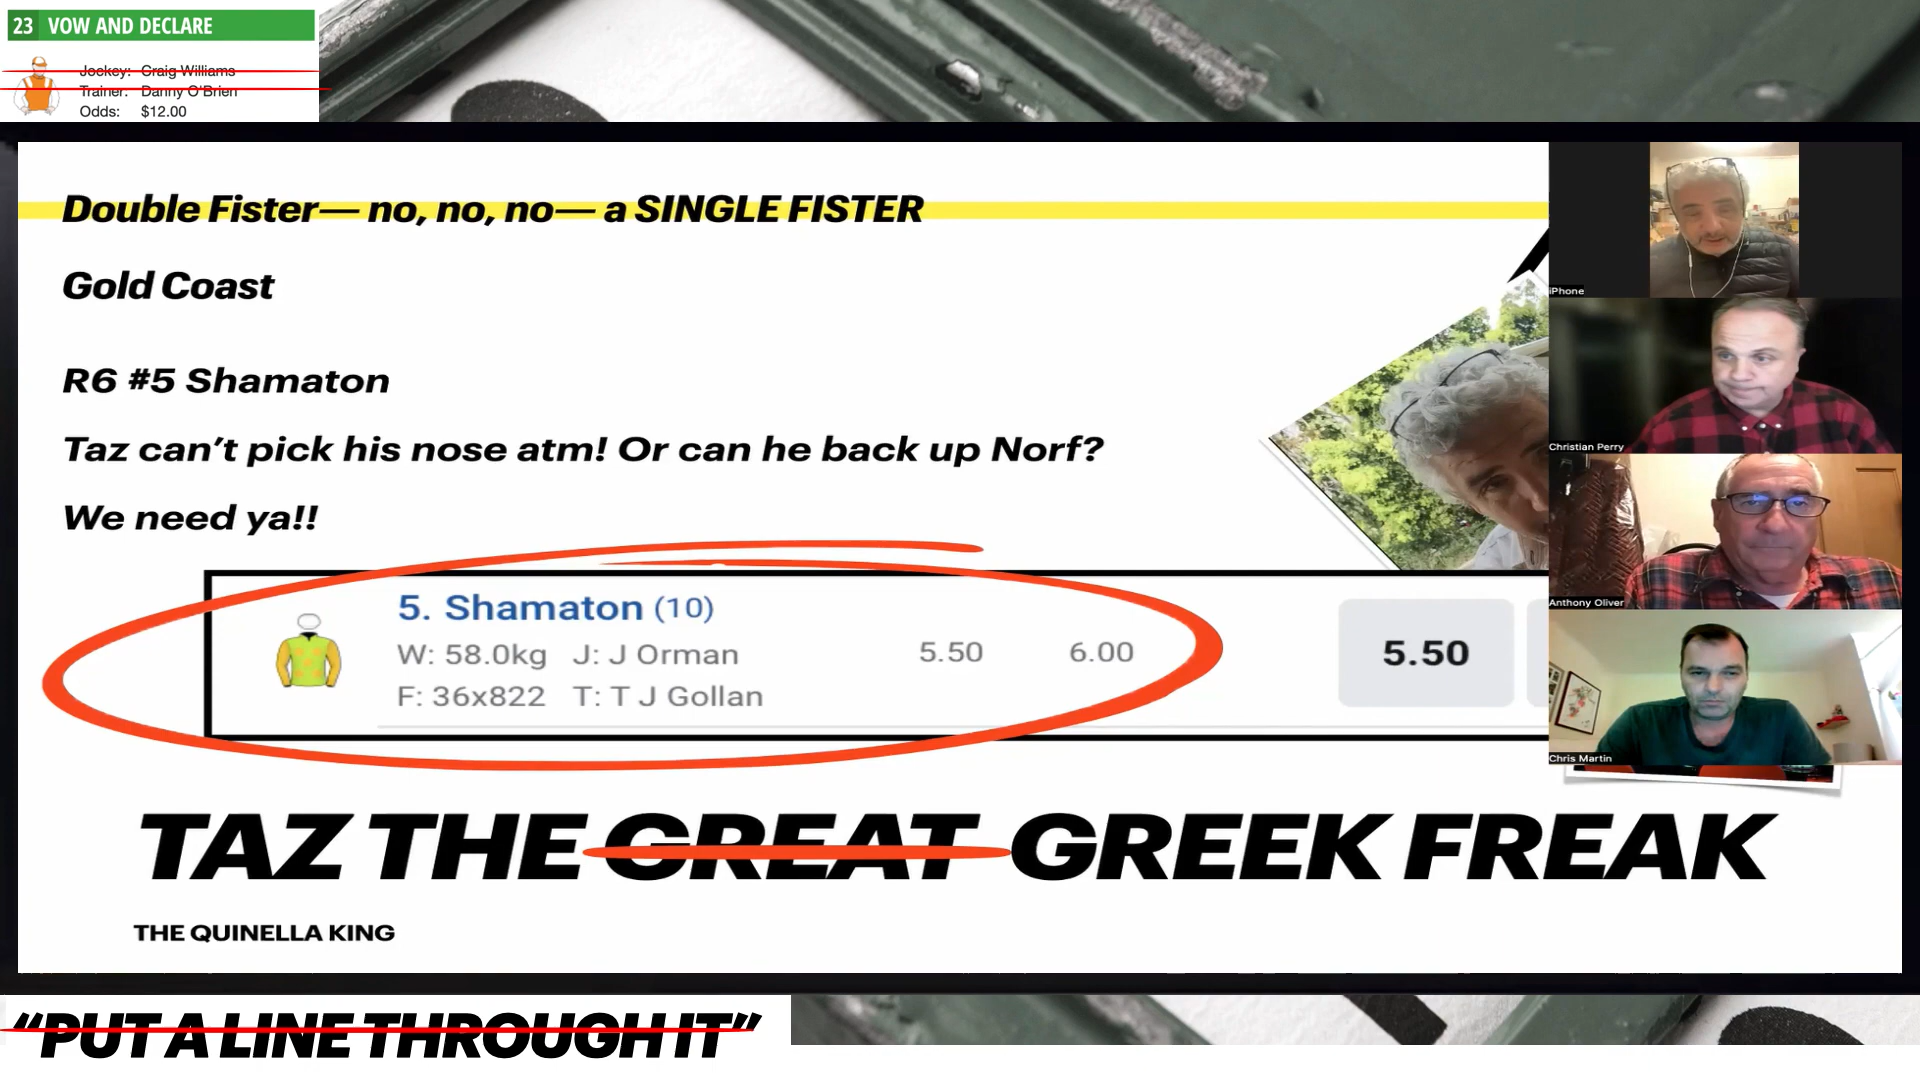 23 VOW AND DECLARE
Jockey: Craig Williams
Trainer: Danny O'Brien
Odds: $12.00
Double Fister— no, no, no— a SINGLE FISTER
Gold Coast
R6 #5 Shamaton
Taz can't pick his nose atm! Or can he back up Norf?
We need ya!!
5. Shamaton (10)
W: 58.0kg J: J Orman 5.50 6.00 5.50
F: 36x822 T: T J Gollan
TAZ THE GREAT GREEK FREAK
THE QUINELLA KING
iPhone
Christian Perry
Anthony Oliver
Chris Martin
“PUT A LINE THROUGH IT”